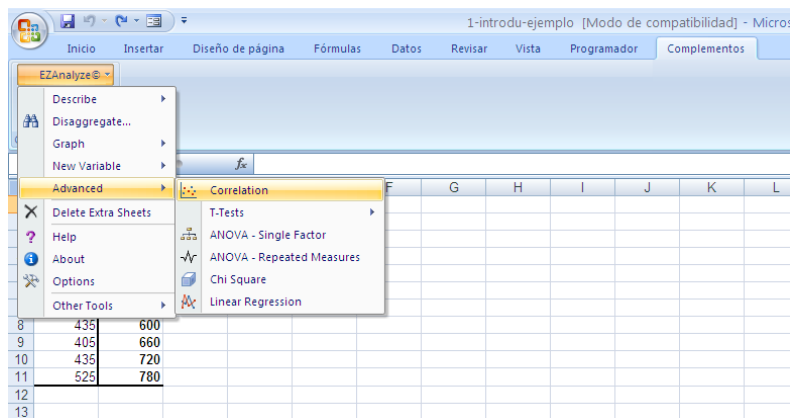 1-introdu-ejemplo [Modo de compatibilidad] - Micros
Inicio Insertar Diseño de página Fórmulas Datos Revisar Vista Programador Complementos
EZAnalyze©
Describe
Disaggregate...
Graph
New Variable
fx
Advanced
Correlation
F G H I J K L
Delete Extra Sheets
T-Tests
Help
ANOVA - Single Factor
About
ANOVA - Repeated Measures
Options
Chi Square
Other Tools
Linear Regression
8 435 600
9 405 660
10 435 720
11 525 780
12
13